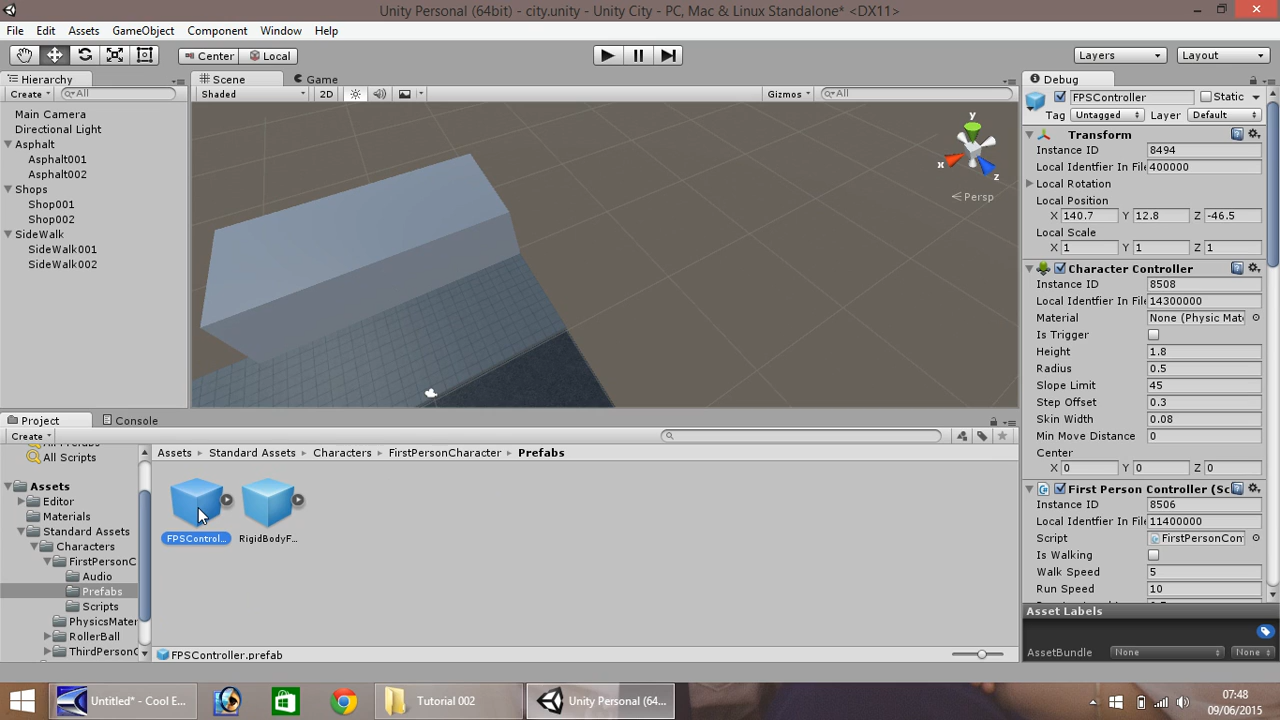 Unity Personal (64bit) - city.unity - Unity City - PC, Mac & Linux Standalone* <DX11>
File Edit Assets GameObject Component Window Help
Center Local Layers Layout
Hierarchy
Create All
Main Camera
Directional Light
Asphalt
Asphalt001
Asphalt002
Shops
Shop001
Shop002
SideWalk
SideWalk001
SideWalk002
Scene Game
Shaded 2D Gizmos All
y
x
z
Persp
Debug
FPSController Static
Tag Untagged Layer Default
Transform
Instance ID 8494
Local Identfier In File 400000
Local Rotation
Local Position
X 140.7 Y 12.8 Z -46.5
Local Scale
X 1 Y 1 Z 1
Character Controller
Instance ID 8508
Local Identfier In File 14300000
Material None (Physic Mat
Is Trigger
Height 1.8
Radius 0.5
Slope Limit 45
Step Offset 0.3
Skin Width 0.08
Min Move Distance 0
Center
X 0 Y 0 Z 0
First Person Controller (Sc
Instance ID 8506
Local Identfier In File 11400000
Script FirstPersonCon
Is Walking
Walk Speed 5
Run Speed 10
Asset Labels
AssetBundle None None
Project Console
Create
All Prefabs
All Scripts
Assets
Editor
Materials
Standard Assets
Characters
FirstPersonC
Audio
Prefabs
Scripts
PhysicsMater
RollerBall
ThirdPersonC
Assets Standard Assets Characters FirstPersonCharacter Prefabs
FPSControl...
RigidBodyF...
FPSController.prefab
Untitled* - Cool E... Tutorial 002 Unity Personal (64... 07:48
09/06/2015